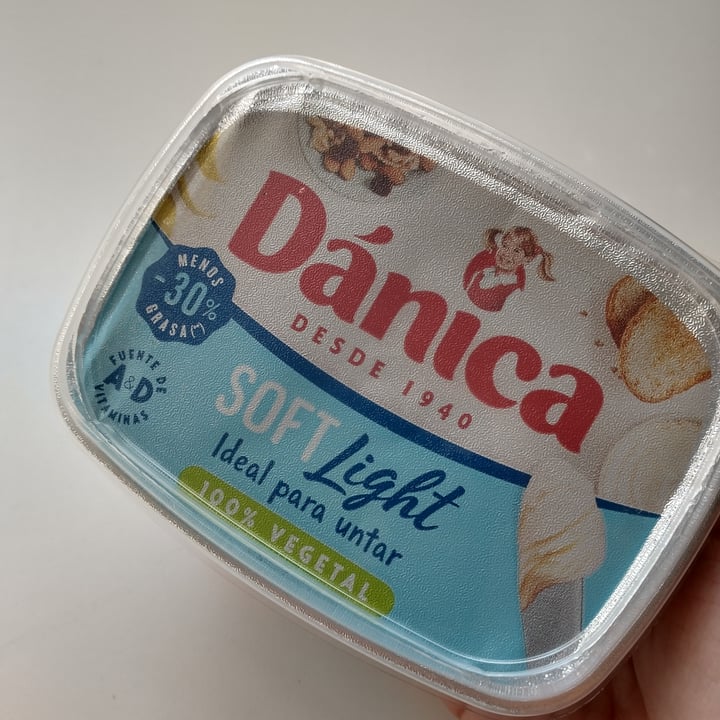 Dánica
DESDE 1940
MENOS
-30%
GRASA(*)
FUENTE DE
A&D
VITAMINAS
SOFT
Light
Ideal para untar
100% VEGETAL